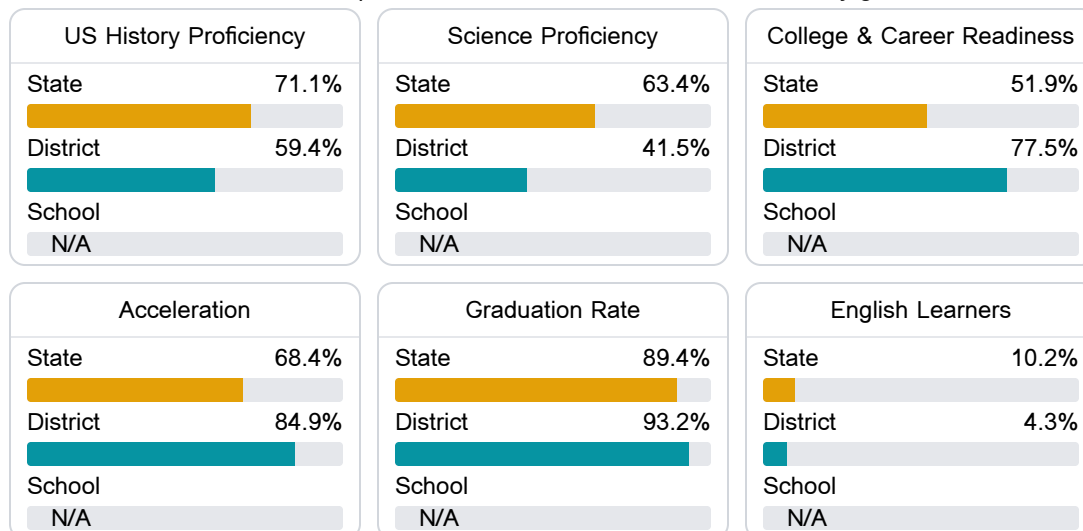 US History Proficiency
State 71.1%
District 59.4%
School
N/A
Science Proficiency
State 63.4%
District 41.5%
School
N/A
College & Career Readiness
State 51.9%
District 77.5%
School
N/A
Acceleration
State 68.4%
District 84.9%
School
N/A
Graduation Rate
State 89.4%
District 93.2%
School
N/A
English Learners
State 10.2%
District 4.3%
School
N/A